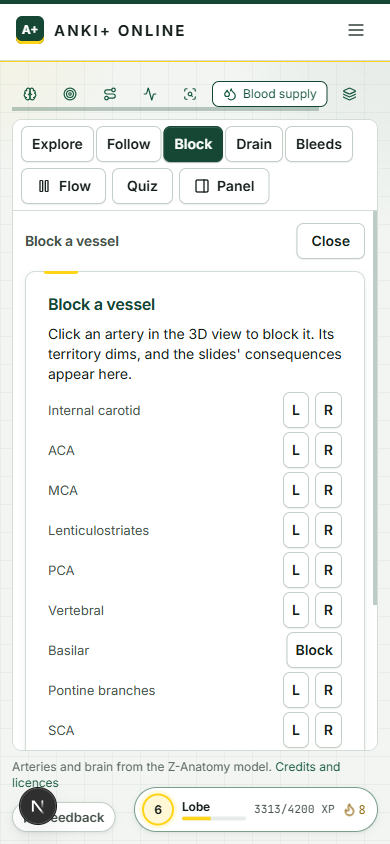 A+ ANKI+ ONLINE
Blood supply
Explore Follow Block Drain Bleeds
Flow Quiz Panel
Block a vessel Close
Block a vessel
Click an artery in the 3D view to block it. Its
territory dims, and the slides' consequences
appear here.
Internal carotid L R
ACA L R
MCA L R
Lenticulostriates L R
PCA L R
Vertebral L R
Basilar Block
Pontine branches L R
SCA L R
Arteries and brain from the Z-Anatomy model. Credits and
licences
N eedback
6 Lobe 3313/4200 XP 8